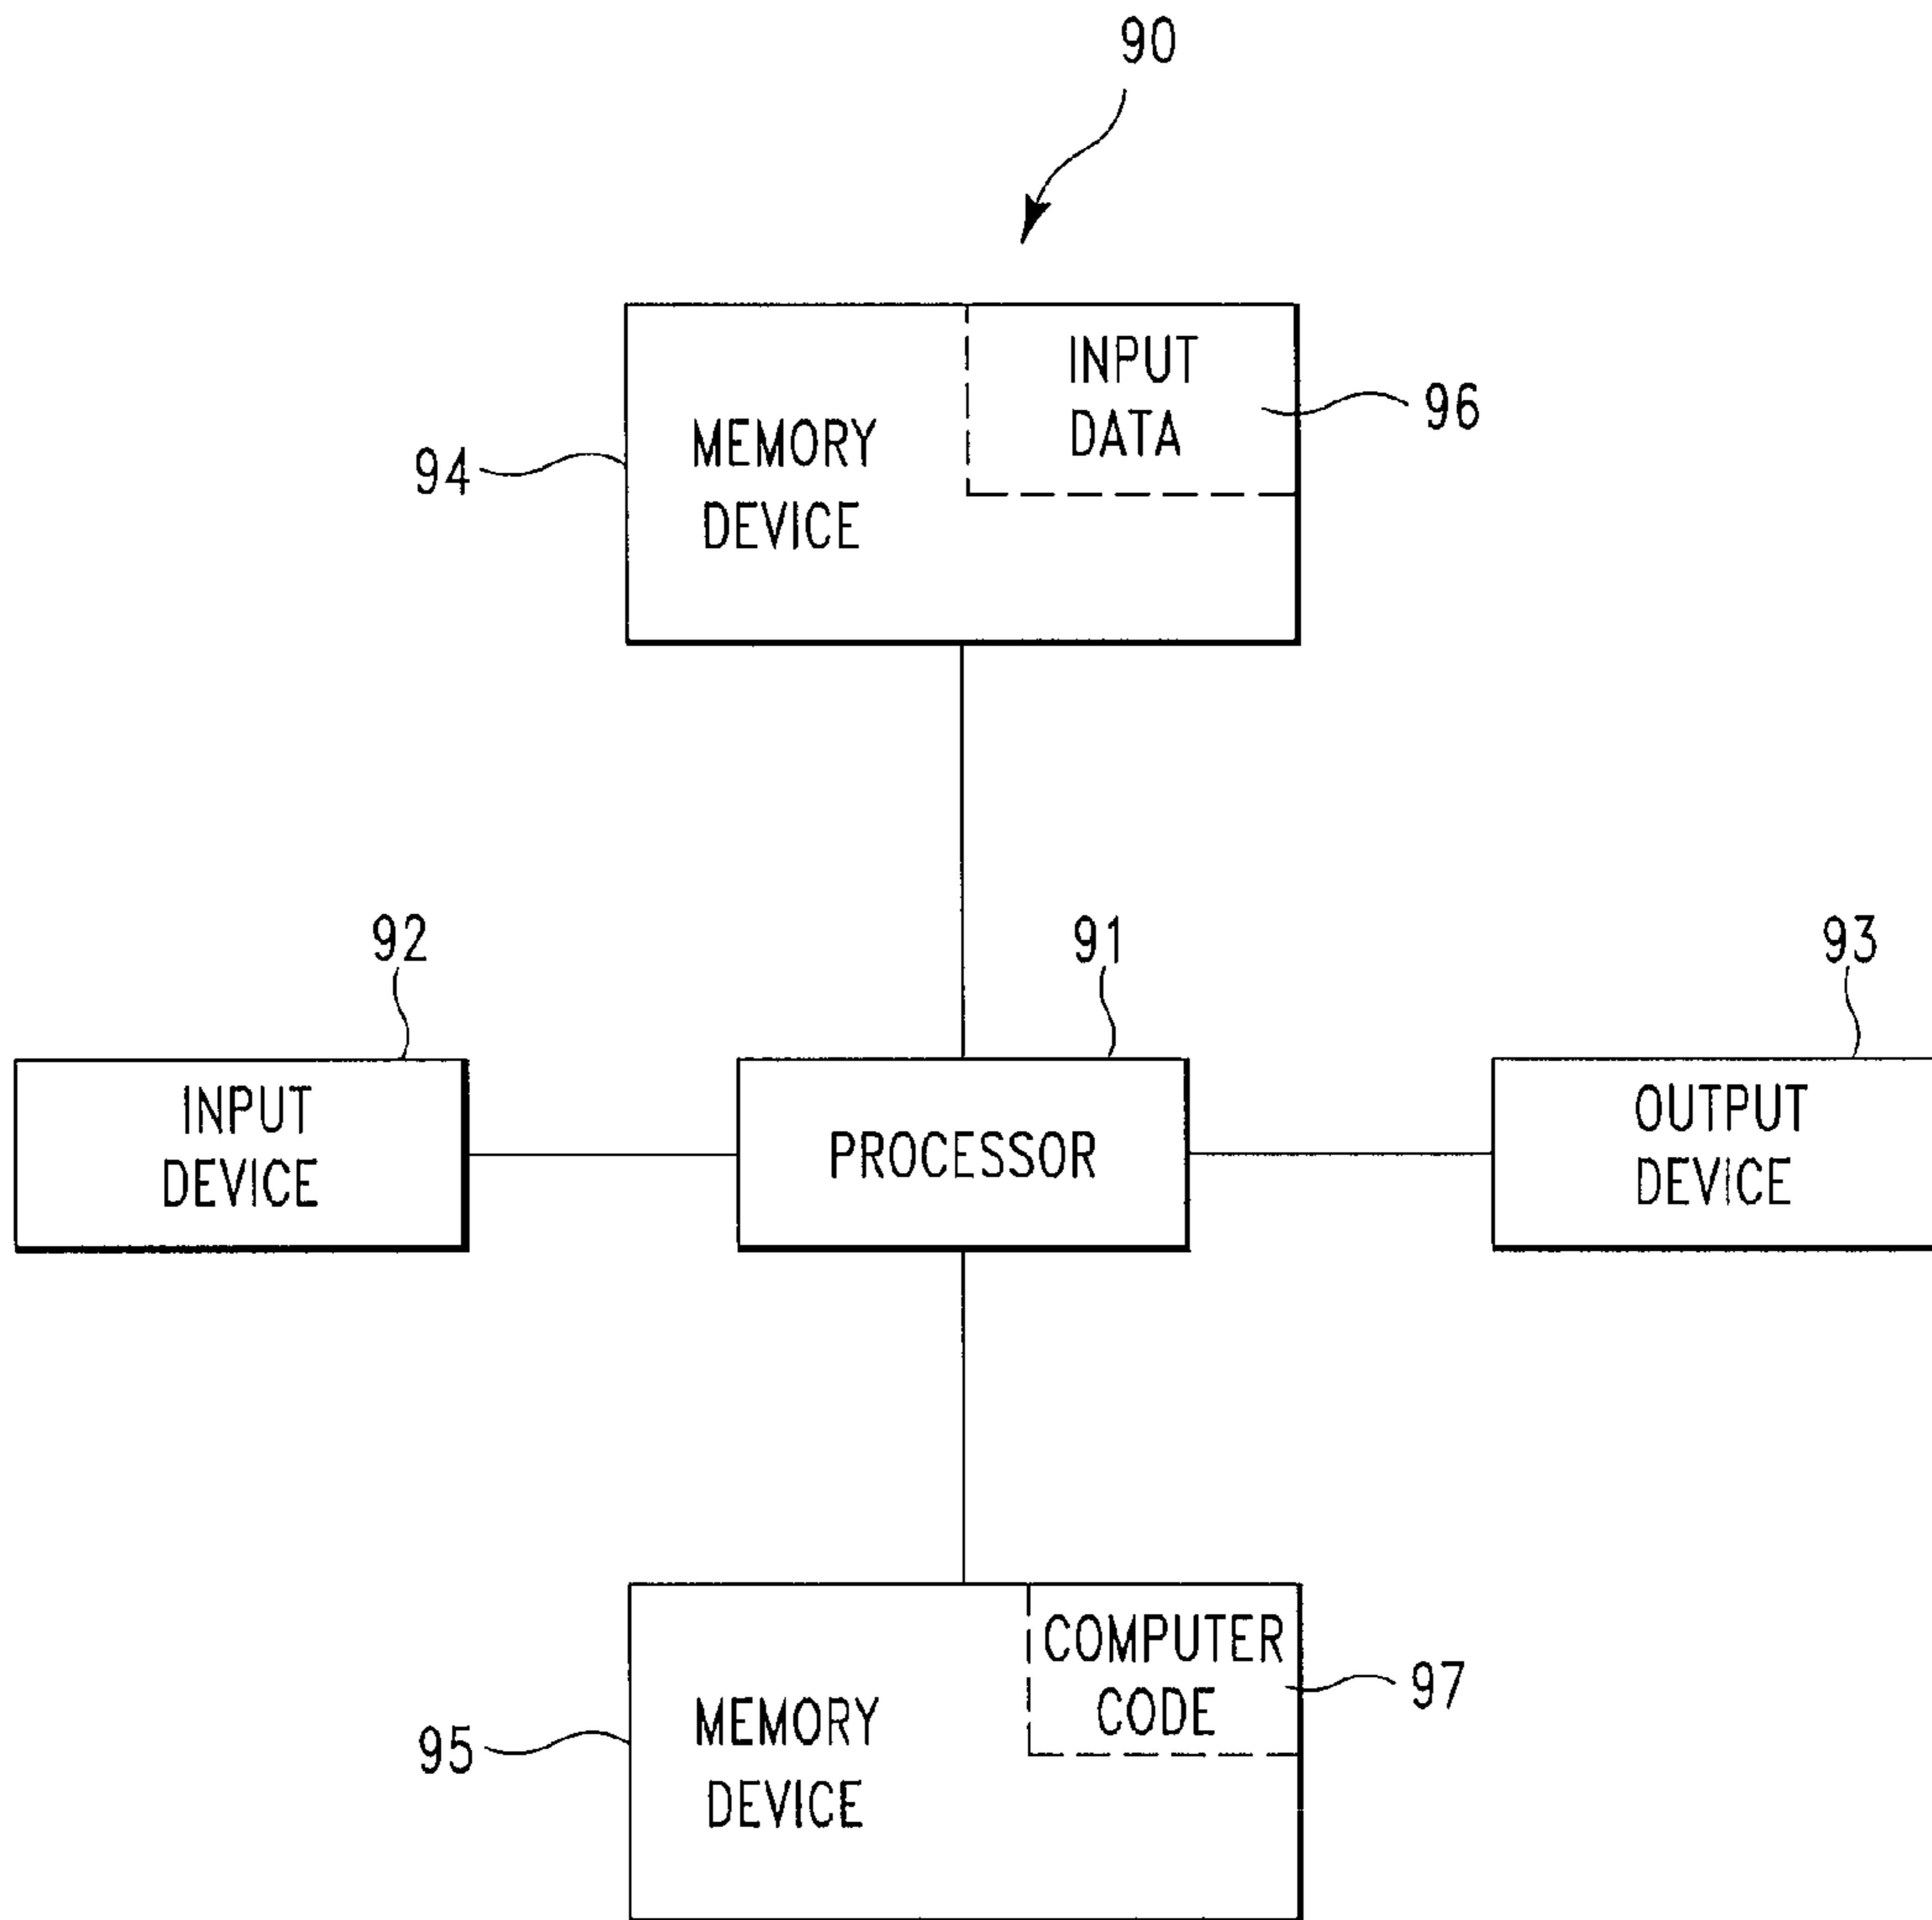 90
INPUT
DATA
96
MEMORY
DEVICE
94
92
91
93
INPUT
DEVICE
PROCESSOR
OUTPUT
DEVICE
COMPUTER
CODE
97
MEMORY
DEVICE
95